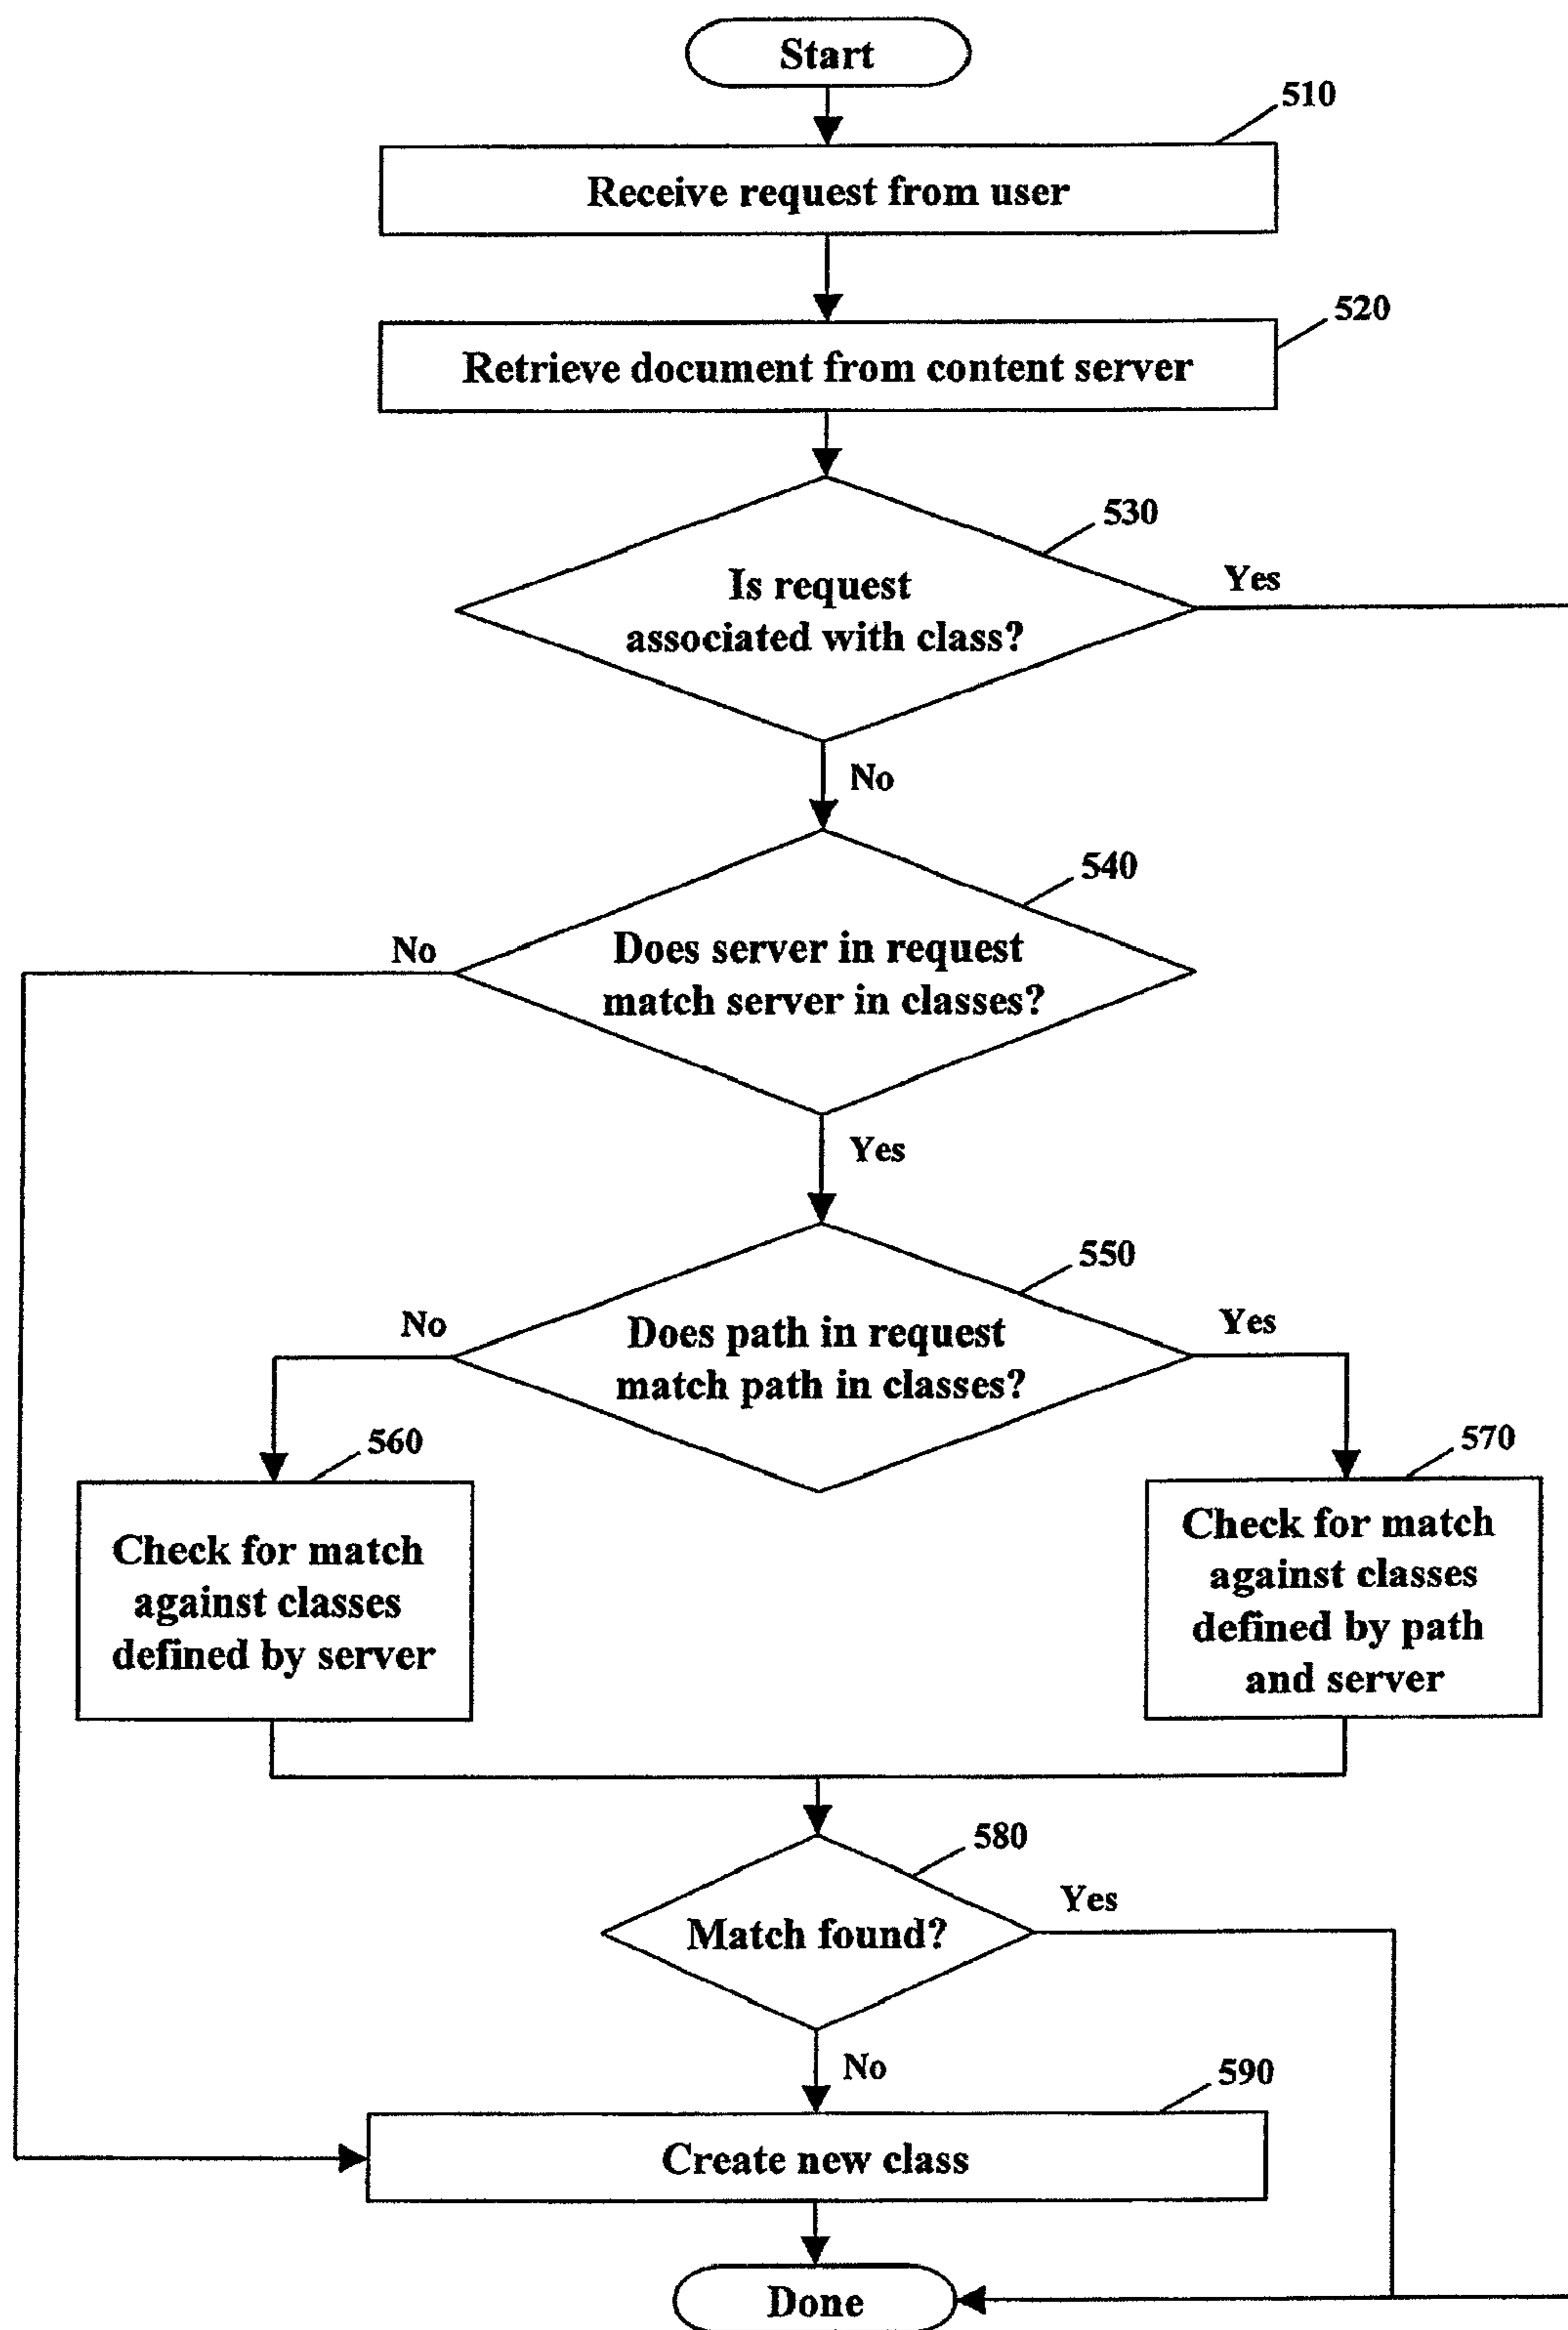 Start
510
Receive request from user
520
Retrieve document from content server
530
Is request
associated with class?
Yes
No
540
Does server in request
match server in classes?
No
Yes
550
Does path in request
match path in classes?
No
Yes
560
Check for match
against classes
defined by server
570
Check for match
against classes
defined by path
and server
580
Match found?
Yes
No
590
Create new class
Done